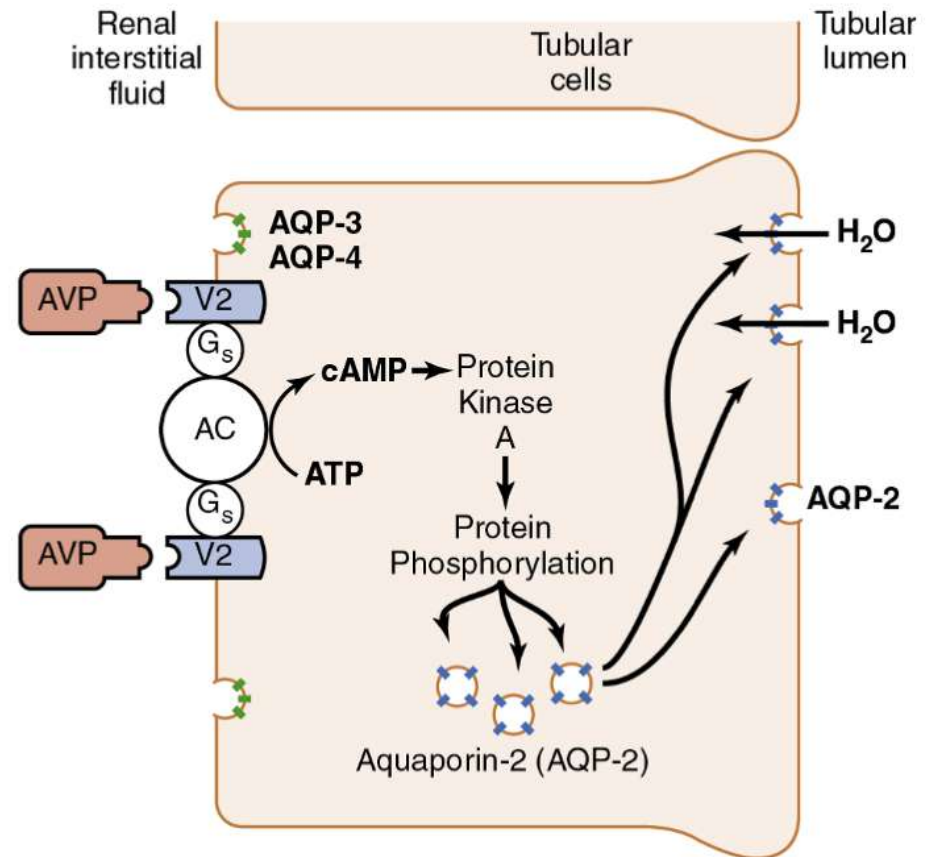 Renal
interstitial
fluid
Tubular
cells
Tubular
lumen
AQP-3
AQP-4
H₂O
AVP
V2
Gₛ
H₂O
cAMP
Protein
Kinase
A
AC
ATP
Gₛ
AQP-2
AVP
V2
Protein
Phosphorylation
Aquaporin-2 (AQP-2)